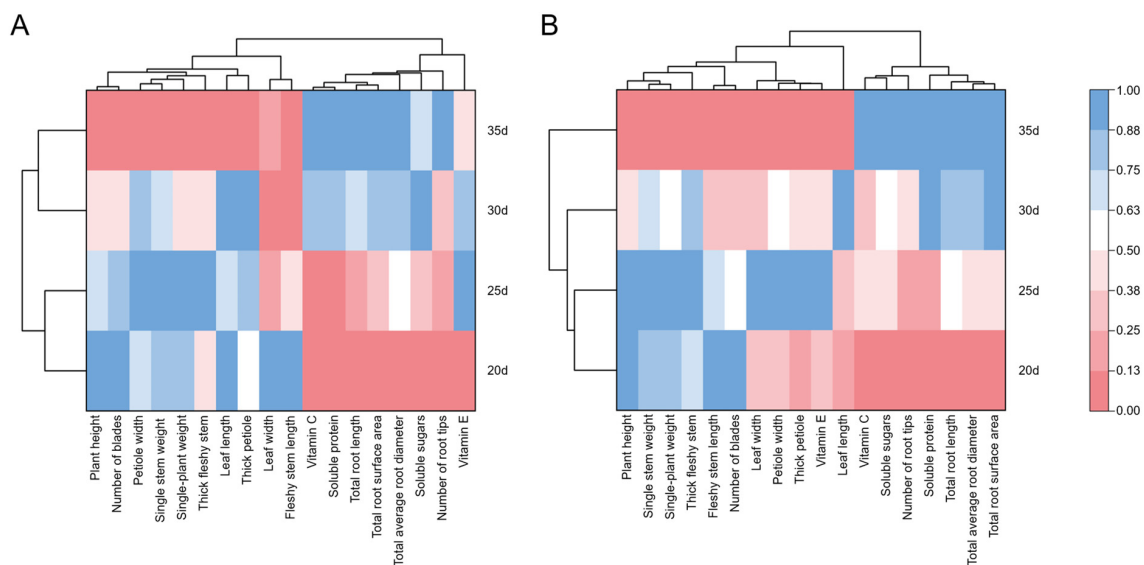 A
B
35d
30d
25d
20d
Plant height
Number of blades
Petiole width
Single stem weight
Single-plant weight
Thick fleshy stem
Leaf length
Thick petiole
Leaf width
Fleshy stem length
Vitamin C
Soluble protein
Total root length
Total root surface area
Total average root diameter
Soluble sugars
Number of root tips
Vitamin E
35d
30d
25d
20d
Plant height
Single stem weight
Single-plant weight
Thick fleshy stem
Fleshy stem length
Number of blades
Leaf width
Petiole width
Thick petiole
Vitamin E
Leaf length
Vitamin C
Soluble sugars
Number of root tips
Soluble protein
Total root length
Total average root diameter
Total root surface area
1.00
0.88
0.75
0.63
0.50
0.38
0.25
0.13
0.00